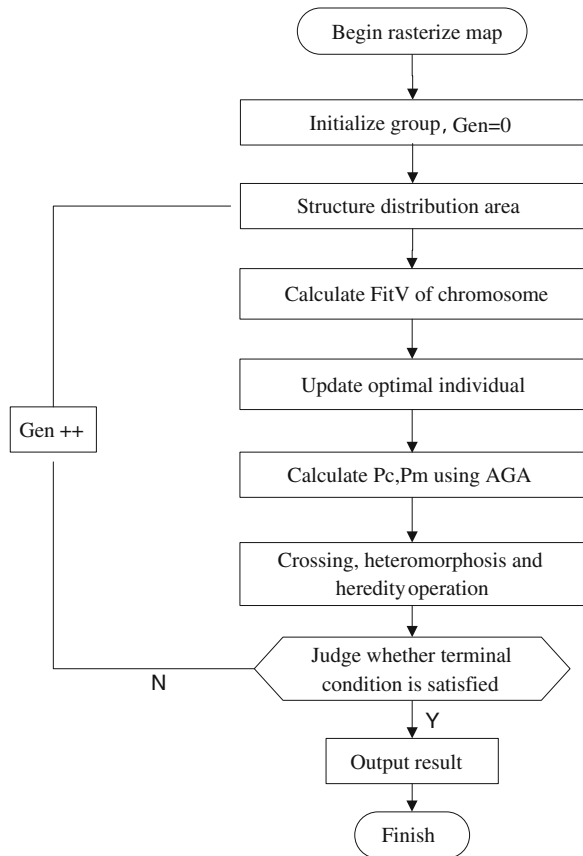 Begin rasterize map
Initialize group, Gen=0
Structure distribution area
Calculate FitV of chromosome
Update optimal individual
Gen ++
Calculate Pc,Pm using AGA
Crossing, heteromorphosis and
heredity operation
Judge whether terminal
condition is satisfied
N
Y
Output result
Finish